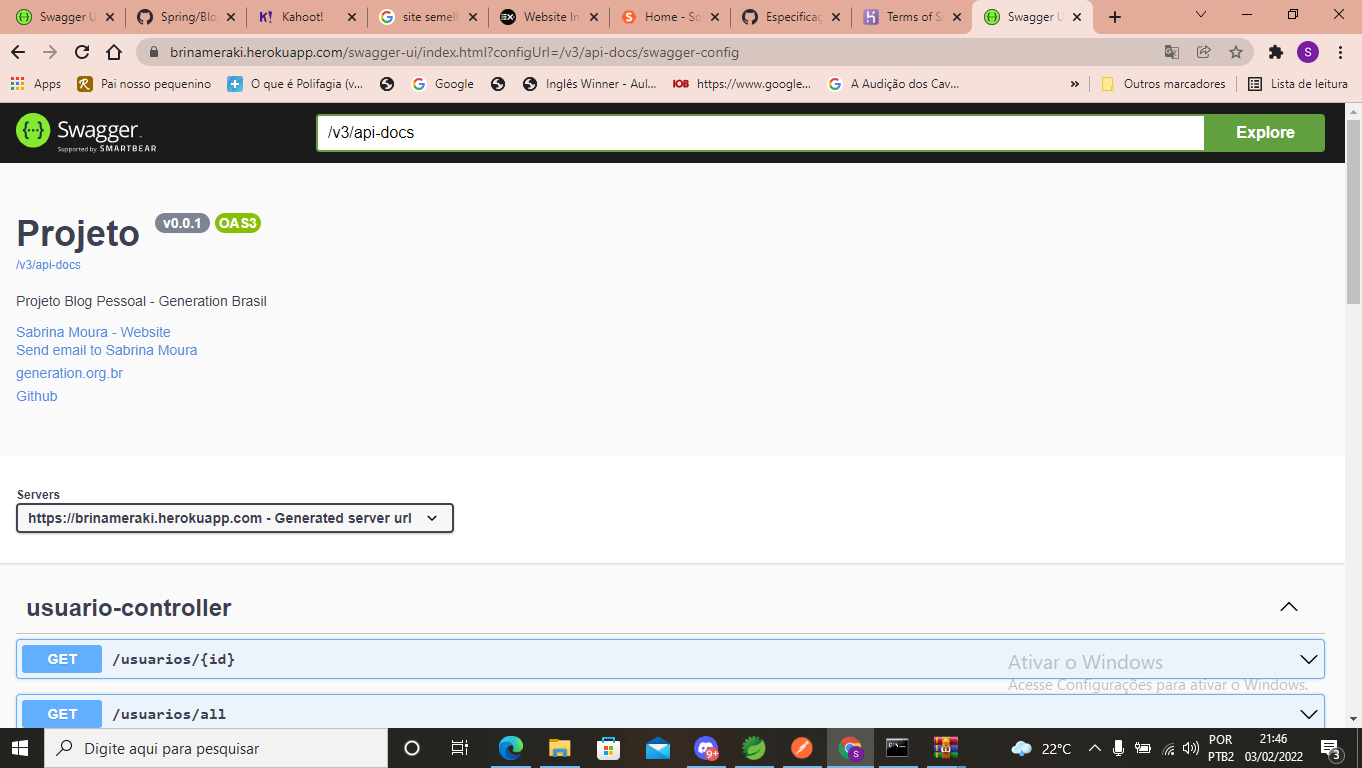 Swagger U
Spring/Blo
Kahoot!
site semelh
Website In
Home - So
Especificaç
Terms of S
Swagger U
brinameraki.herokuapp.com/swagger-ui/index.html?configUrl=/v3/api-docs/swagger-config
S
Apps
Pai nosso pequenino
O que é Polifagia (v...
Google
Inglês Winner - Aul...
IOB
https://www.google...
A Audição dos Cav...
»
Outros marcadores
Lista de leitura
{··} Swagger.
Supported by SMARTBEAR
/v3/api-docs
Explore
Projeto v0.0.1 OAS3
/v3/api-docs
Projeto Blog Pessoal - Generation Brasil
Sabrina Moura - Website
Send email to Sabrina Moura
generation.org.br
Github
Servers
https://brinameraki.herokuapp.com - Generated server url
usuario-controller
GET /usuarios/{id}
Ativar o Windows
Acesse Configurações para ativar o Windows.
GET /usuarios/all
Digite aqui para pesquisar
9+
S
22°C
POR
PTB2
21:46
03/02/2022
3